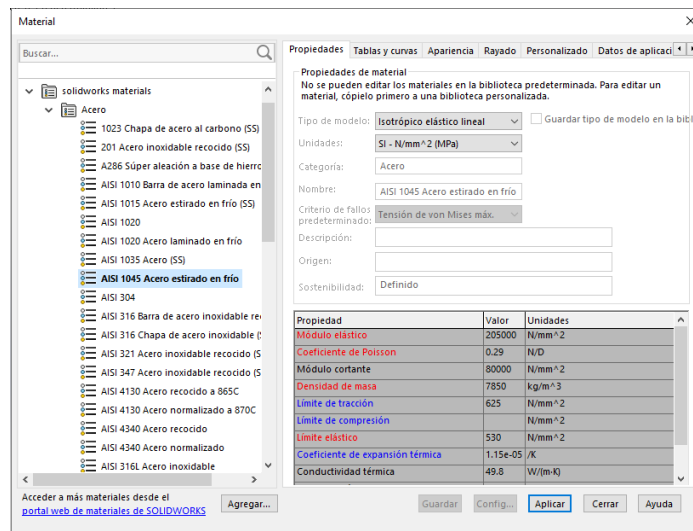 Material
Buscar...
solidworks materials
Acero
1023 Chapa de acero al carbono (SS)
201 Acero inoxidable recocido (SS)
A286 Súper aleación a base de hierro
AISI 1010 Barra de acero laminada en
AISI 1015 Acero estirado en frío (SS)
AISI 1020
AISI 1020 Acero laminado en frío
AISI 1035 Acero (SS)
AISI 1045 Acero estirado en frío
AISI 304
AISI 316 Barra de acero inoxidable re
AISI 316 Chapa de acero inoxidable (
AISI 321 Acero inoxidable recocido (S
AISI 347 Acero inoxidable recocido (S
AISI 4130 Acero recocido a 865C
AISI 4130 Acero normalizado a 870C
AISI 4340 Acero recocido
AISI 4340 Acero normalizado
AISI 316L Acero inoxidable
Propiedades Tablas y curvas Apariencia Rayado Personalizado Datos de aplicaci
Propiedades de material
No se pueden editar los materiales en la biblioteca predeterminada. Para editar un
material, cópielo primero a una biblioteca personalizada.
Tipo de modelo: Isotrópico elástico lineal Guardar tipo de modelo en la bibl
Unidades: SI - N/mm^2 (MPa)
Categoría: Acero
Nombre: AISI 1045 Acero estirado en frío
Criterio de fallos
predeterminado: Tensión de von Mises máx.
Descripción:
Origen:
Sostenibilidad: Definido
Propiedad Valor Unidades
Módulo elástico 205000 N/mm^2
Coeficiente de Poisson 0.29 N/D
Módulo cortante 80000 N/mm^2
Densidad de masa 7850 kg/m^3
Límite de tracción 625 N/mm^2
Límite de compresión N/mm^2
Límite elástico 530 N/mm^2
Coeficiente de expansión térmica 1.15e-05 /K
Conductividad térmica 49.8 W/(m·K)
Acceder a más materiales desde el
portal web de materiales de SOLIDWORKS
Agregar... Guardar Config... Aplicar Cerrar Ayuda